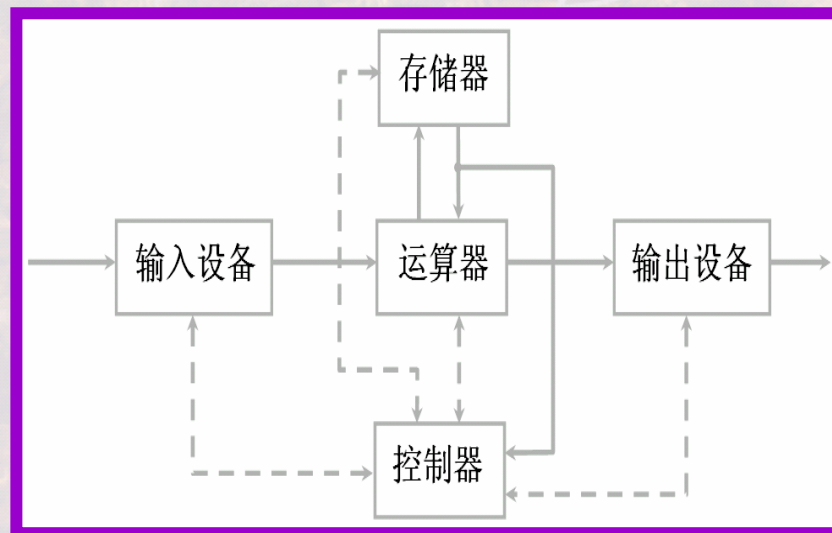 存储器
输入设备
运算器
输出设备
控制器